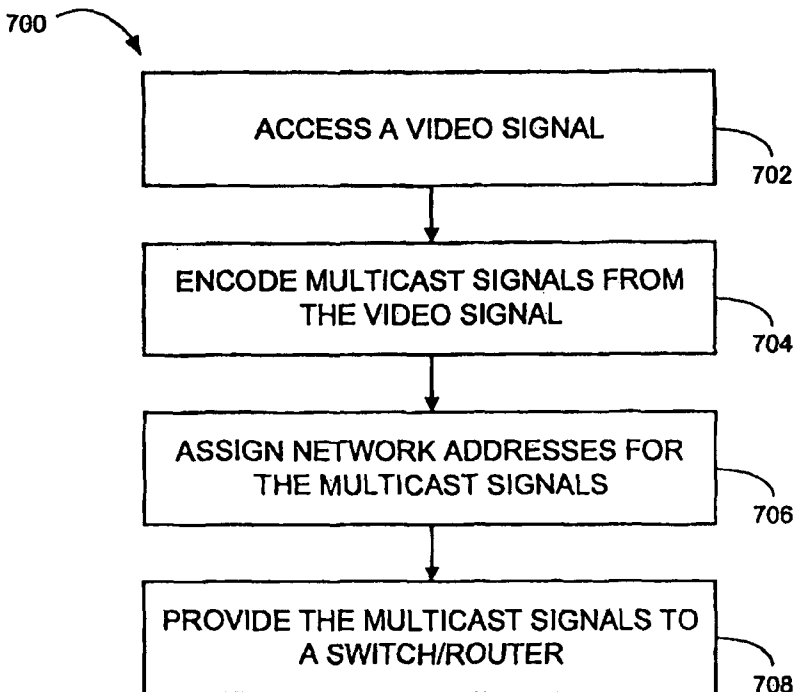 700
ACCESS A VIDEO SIGNAL
702
ENCODE MULTICAST SIGNALS FROM
THE VIDEO SIGNAL
704
ASSIGN NETWORK ADDRESSES FOR
THE MULTICAST SIGNALS
706
PROVIDE THE MULTICAST SIGNALS TO
A SWITCH/ROUTER
708